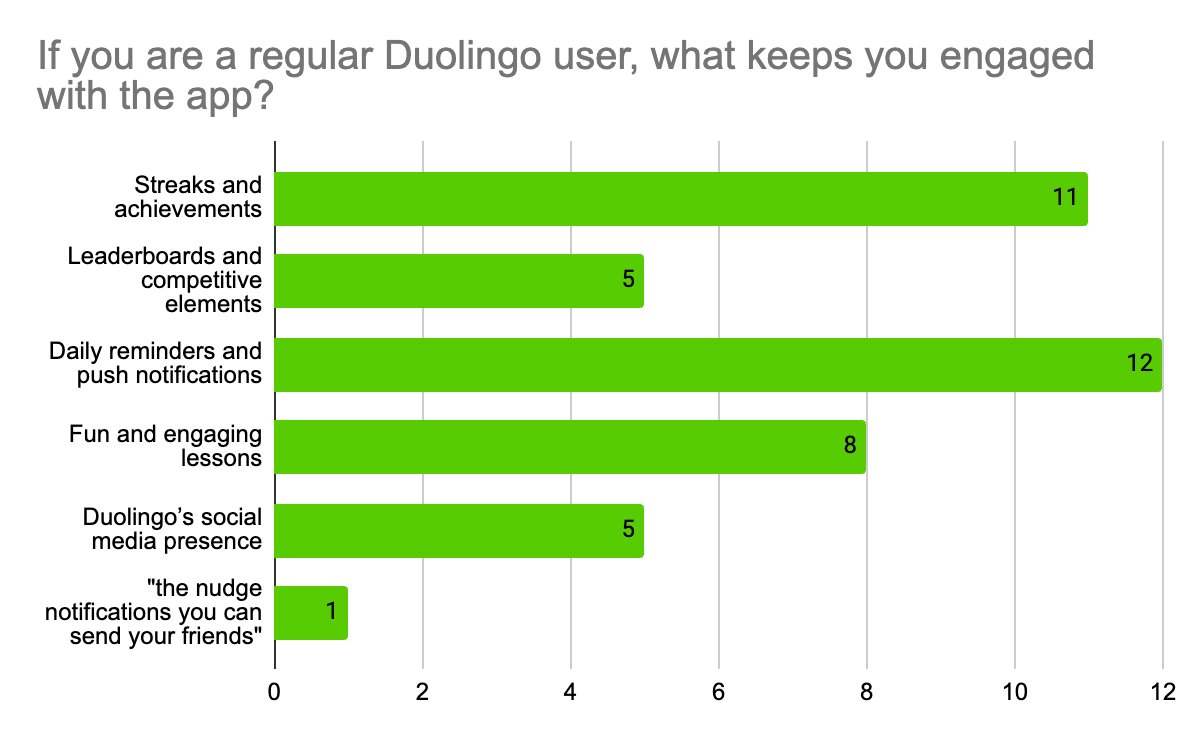 If you are a regular Duolingo user, what keeps you engaged
with the app?
Streaks and
achievements
11
Leaderboards and
competitive
elements
5
Daily reminders and
push notifications
12
Fun and engaging
lessons
8
Duolingo’s social
media presence
5
"the nudge
notifications you can
send your friends"
1
0 2 4 6 8 10 12